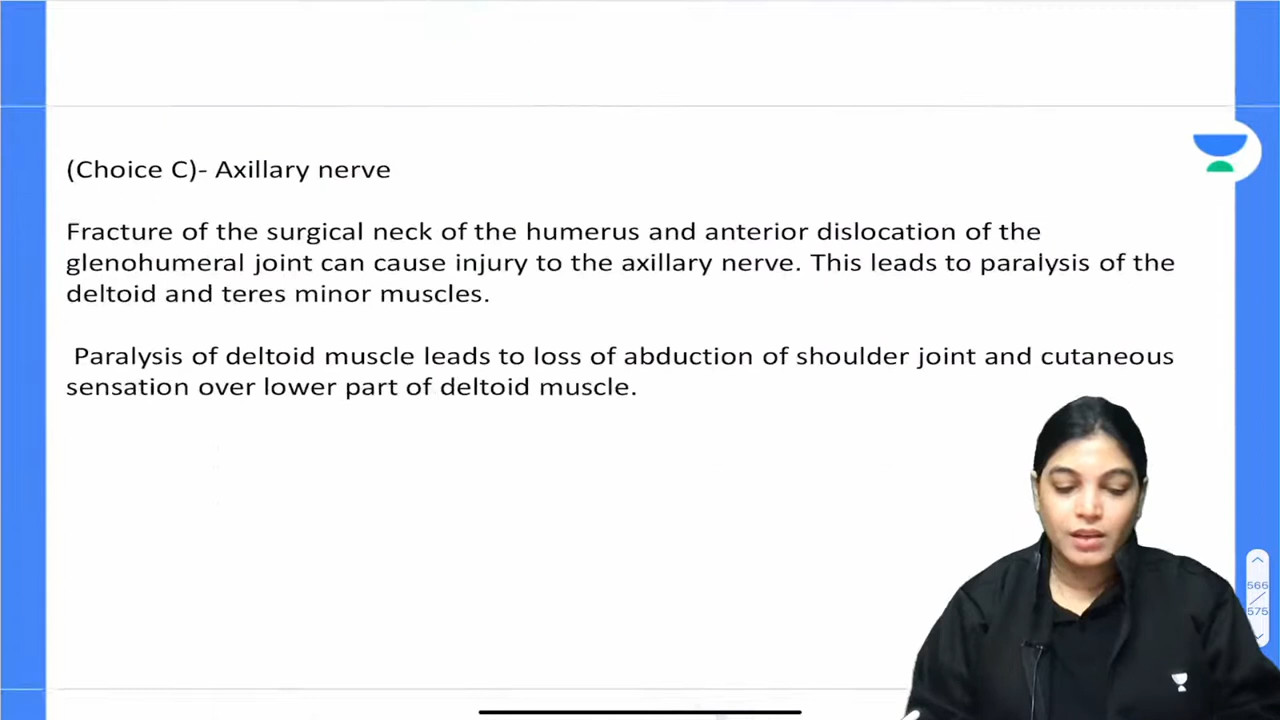 (Choice C)- Axillary nerve
Fracture of the surgical neck of the humerus and anterior dislocation of the
glenohumeral joint can cause injury to the axillary nerve. This leads to paralysis of the
deltoid and teres minor muscles.
Paralysis of deltoid muscle leads to loss of abduction of shoulder joint and cutaneous
sensation over lower part of deltoid muscle.
566
575